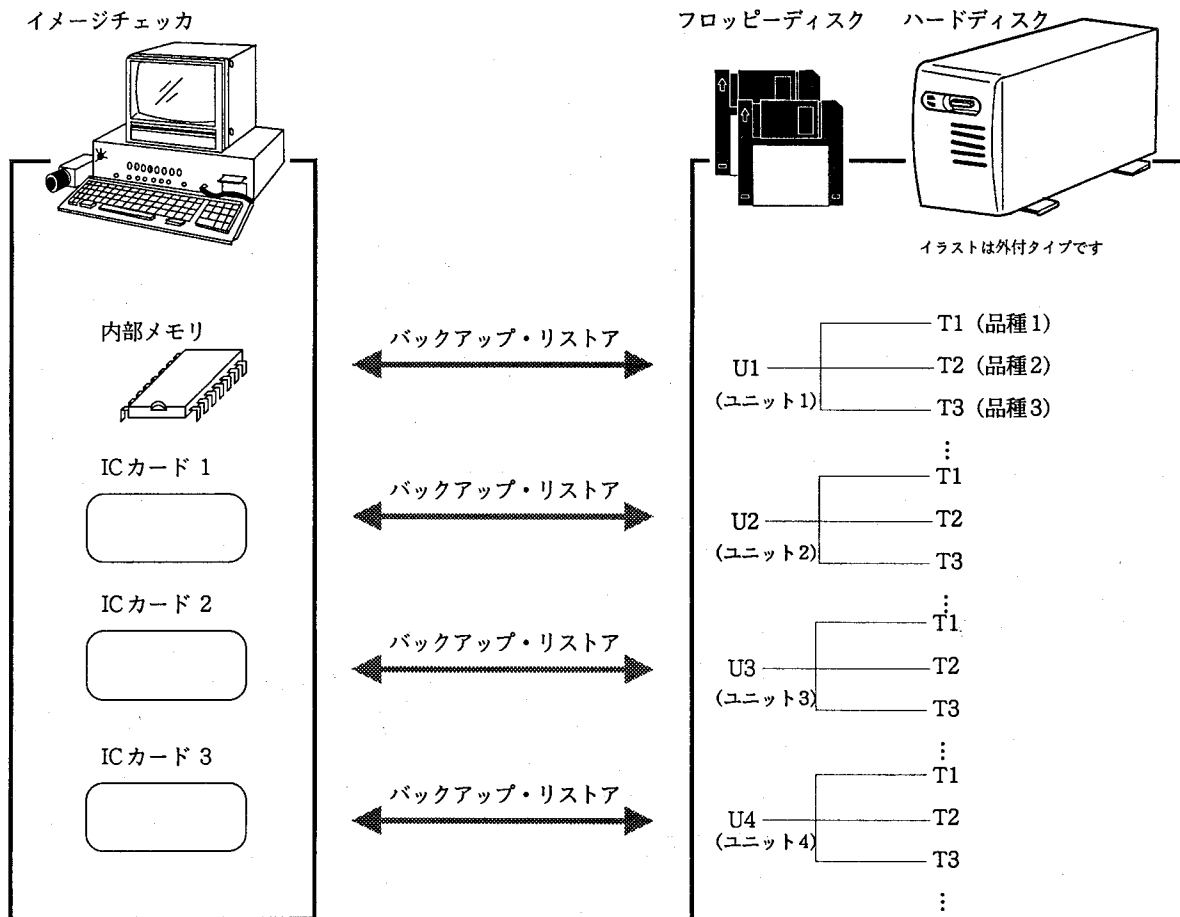 イメージチェッカ
フロッピーディスク
ハードディスク
イラストは外付タイプです
内部メモリ
バックアップ・リストア
U1
(ユニット1)
T1 (品種1)
T2 (品種2)
T3 (品種3)
⋮
ICカード 1
バックアップ・リストア
U2
(ユニット2)
T1
T2
T3
⋮
ICカード 2
バックアップ・リストア
U3
(ユニット3)
T1
T2
T3
⋮
ICカード 3
バックアップ・リストア
U4
(ユニット4)
T1
T2
T3
⋮